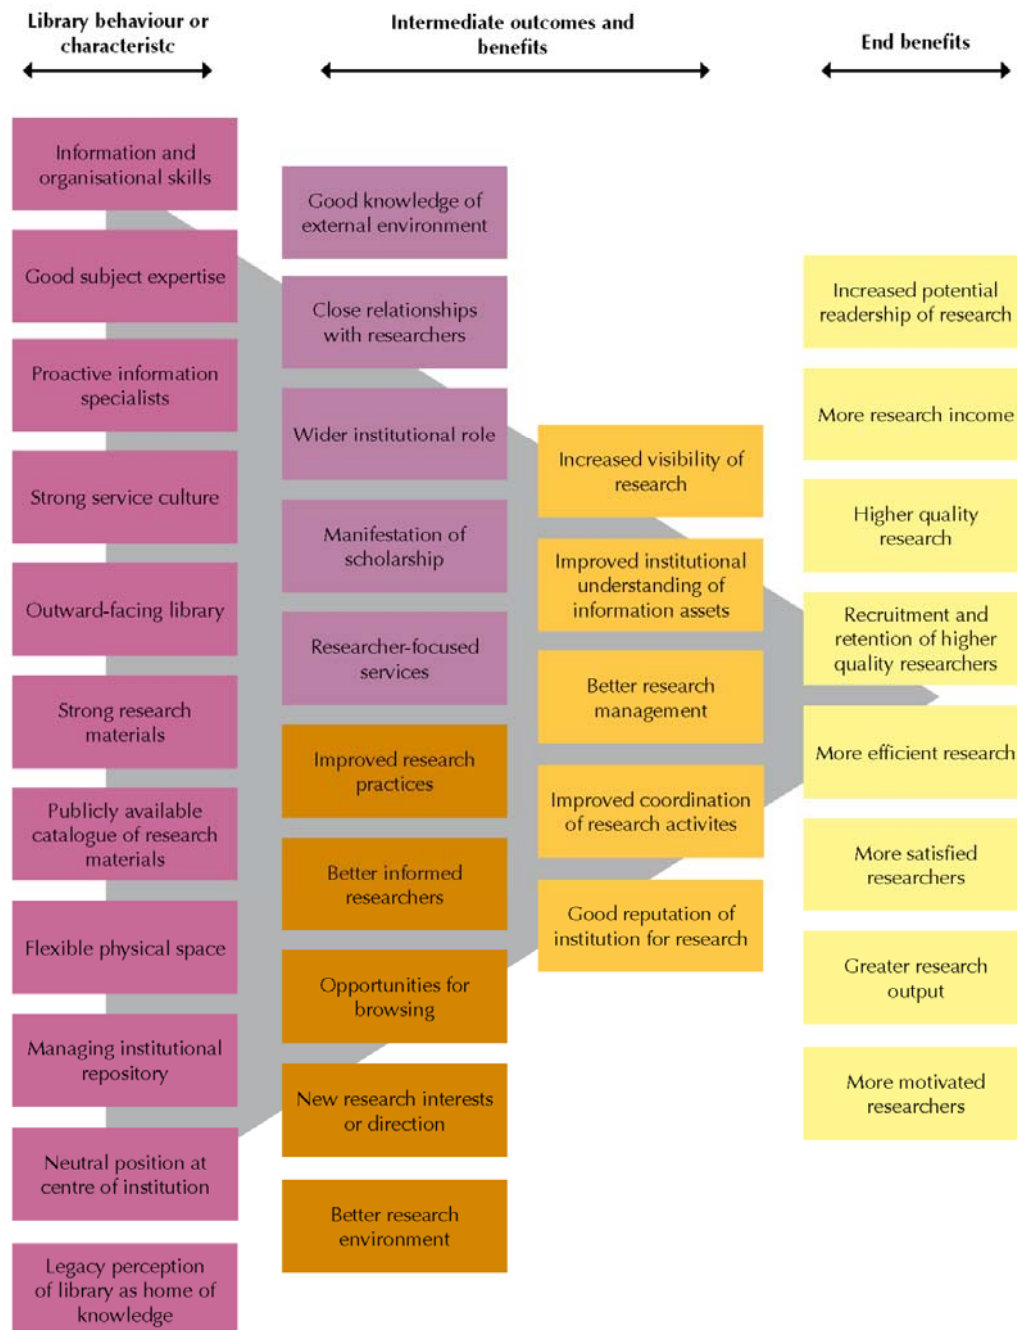 Library behaviour or
characteristc
Intermediate outcomes and
benefits
End benefits
Information and
organisational skills
Good subject expertise
Proactive information
specialists
Strong service culture
Outward-facing library
Strong research
materials
Publicly available
catalogue of research
materials
Flexible physical space
Managing institutional
repository
Neutral position at
centre of institution
Legacy perception
of library as home of
knowledge
Good knowledge of
external environment
Close relationships
with researchers
Wider institutional role
Manifestation of
scholarship
Researcher-focused
services
Improved research
practices
Better informed
researchers
Opportunities for
browsing
New research interests
or direction
Better research
environment
Increased visibility of
research
Improved institutional
understanding of
information assets
Better research
management
Improved coordination
of research activites
Good reputation of
institution for research
Increased potential
readership of research
More research income
Higher quality
research
Recruitment and
retention of higher
quality researchers
More efficient research
More satisfied
researchers
Greater research
output
More motivated
researchers